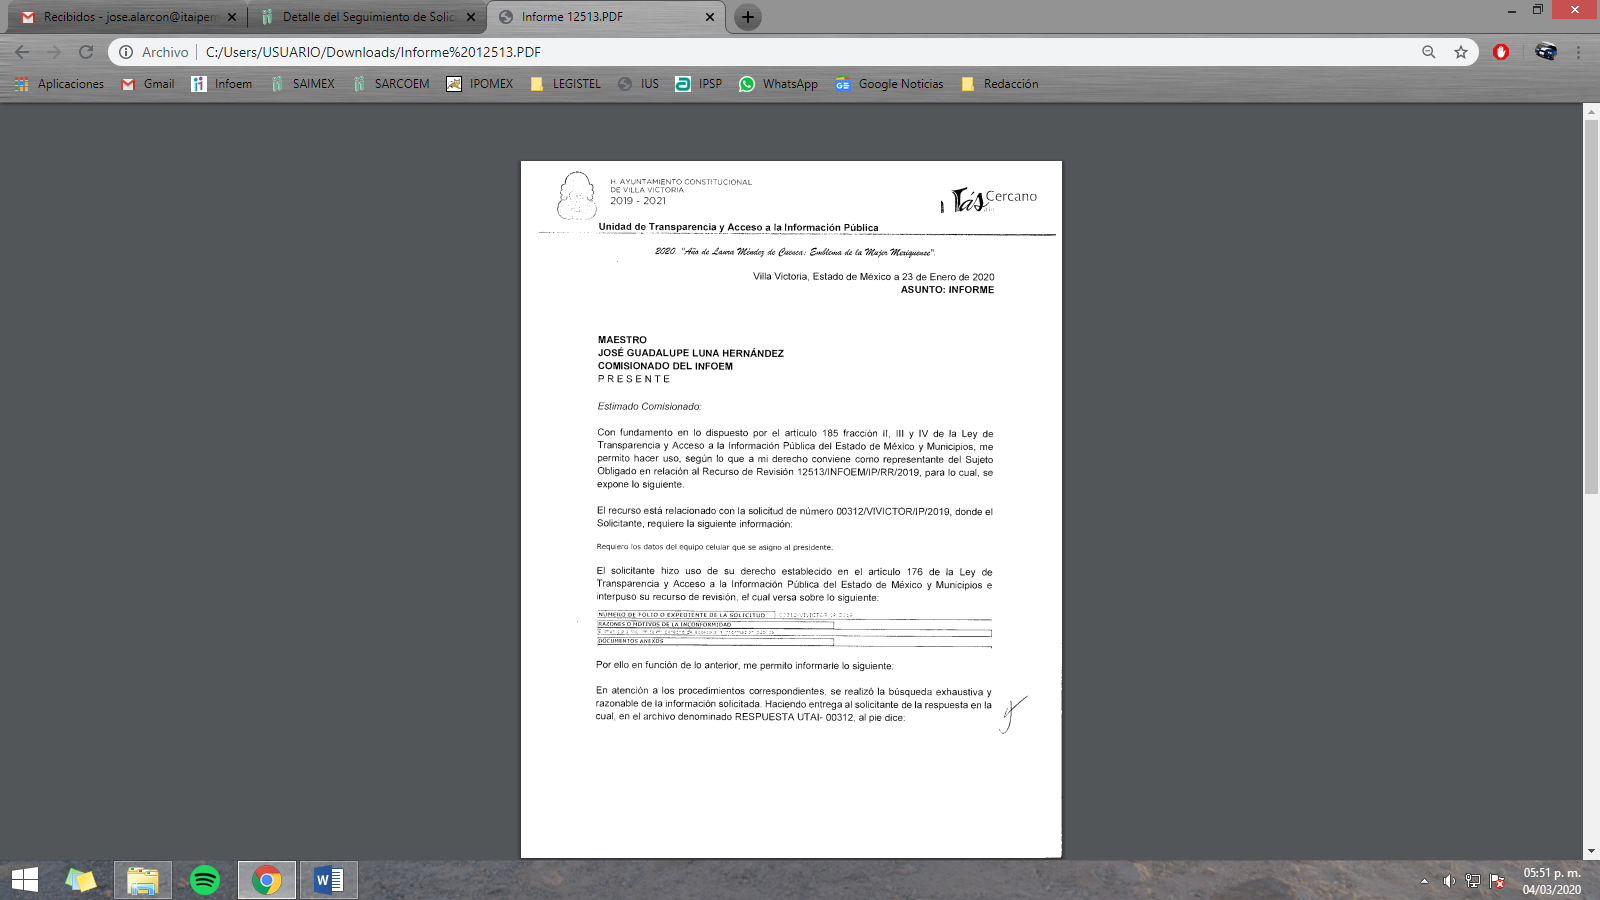 Recibidos - jose.alarcon@itaipem
Detalle del Seguimiento de Solic
Informe 12513.PDF
Archivo
C:/Users/USUARIO/Downloads/Informe%2012513.PDF
Aplicaciones
Gmail
Infoem
SAIMEX
SARCOEM
IPOMEX
LEGISTEL
IUS
IPSP
WhatsApp
Google Noticias
Redacción
H. AYUNTAMIENTO CONSTITUCIONAL
DE VILLA VICTORIA
2019 - 2021
Más Cercano
Unidad de Transparencia y Acceso a la Información Pública
2020. "Año de Laura Méndez de Cuenca; Emblema de la Mujer Mexiquense".
Villa Victoria, Estado de México a 23 de Enero de 2020
ASUNTO: INFORME
MAESTRO
JOSÉ GUADALUPE LUNA HERNÁNDEZ
COMISIONADO DEL INFOEM
P R E S E N T E
Estimado Comisionado:
Con fundamento en lo dispuesto por el artículo 185 fracción II, III y IV de la Ley de
Transparencia y Acceso a la Información Pública del Estado de México y Municipios, me
permito hacer uso, según lo que a mi derecho conviene como representante del Sujeto
Obligado en relación al Recurso de Revisión 12513/INFOEM/IP/RR/2019, para lo cual, se
expone lo siguiente.
El recurso está relacionado con la solicitud de número 00312/VIVICTOR/IP/2019, donde el
Solicitante, requiere la siguiente información:
Requiero los datos del equipo celular que se asigno al presidente.
El solicitante hizo uso de su derecho establecido en el artículo 176 de la Ley de
Transparencia y Acceso a la Información Pública del Estado de México y Municipios e
interpuso su recurso de revisión, el cual versa sobre lo siguiente:
NÚMERO DE FOLIO O EXPEDIENTE DE LA SOLICITUD 00312/VIVICTOR/IP/2019
RAZONES O MOTIVOS DE LA INCONFORMIDAD
DOCUMENTOS ANEXOS
Por ello en función de lo anterior, me permito informarle lo siguiente:
En atención a los procedimientos correspondientes, se realizó la búsqueda exhaustiva y
razonable de la información solicitada. Haciendo entrega al solicitante de la respuesta en la
cual, en el archivo denominado RESPUESTA UTAI- 00312, al pie dice:
05:51 p. m.
04/03/2020